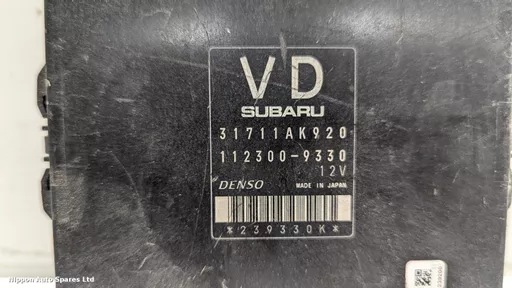 VD
SUBARU
31711AK920
112300-9330
12V
DENSO MADE IN JAPAN
*239330K*
Nippon Auto Spares Ltd